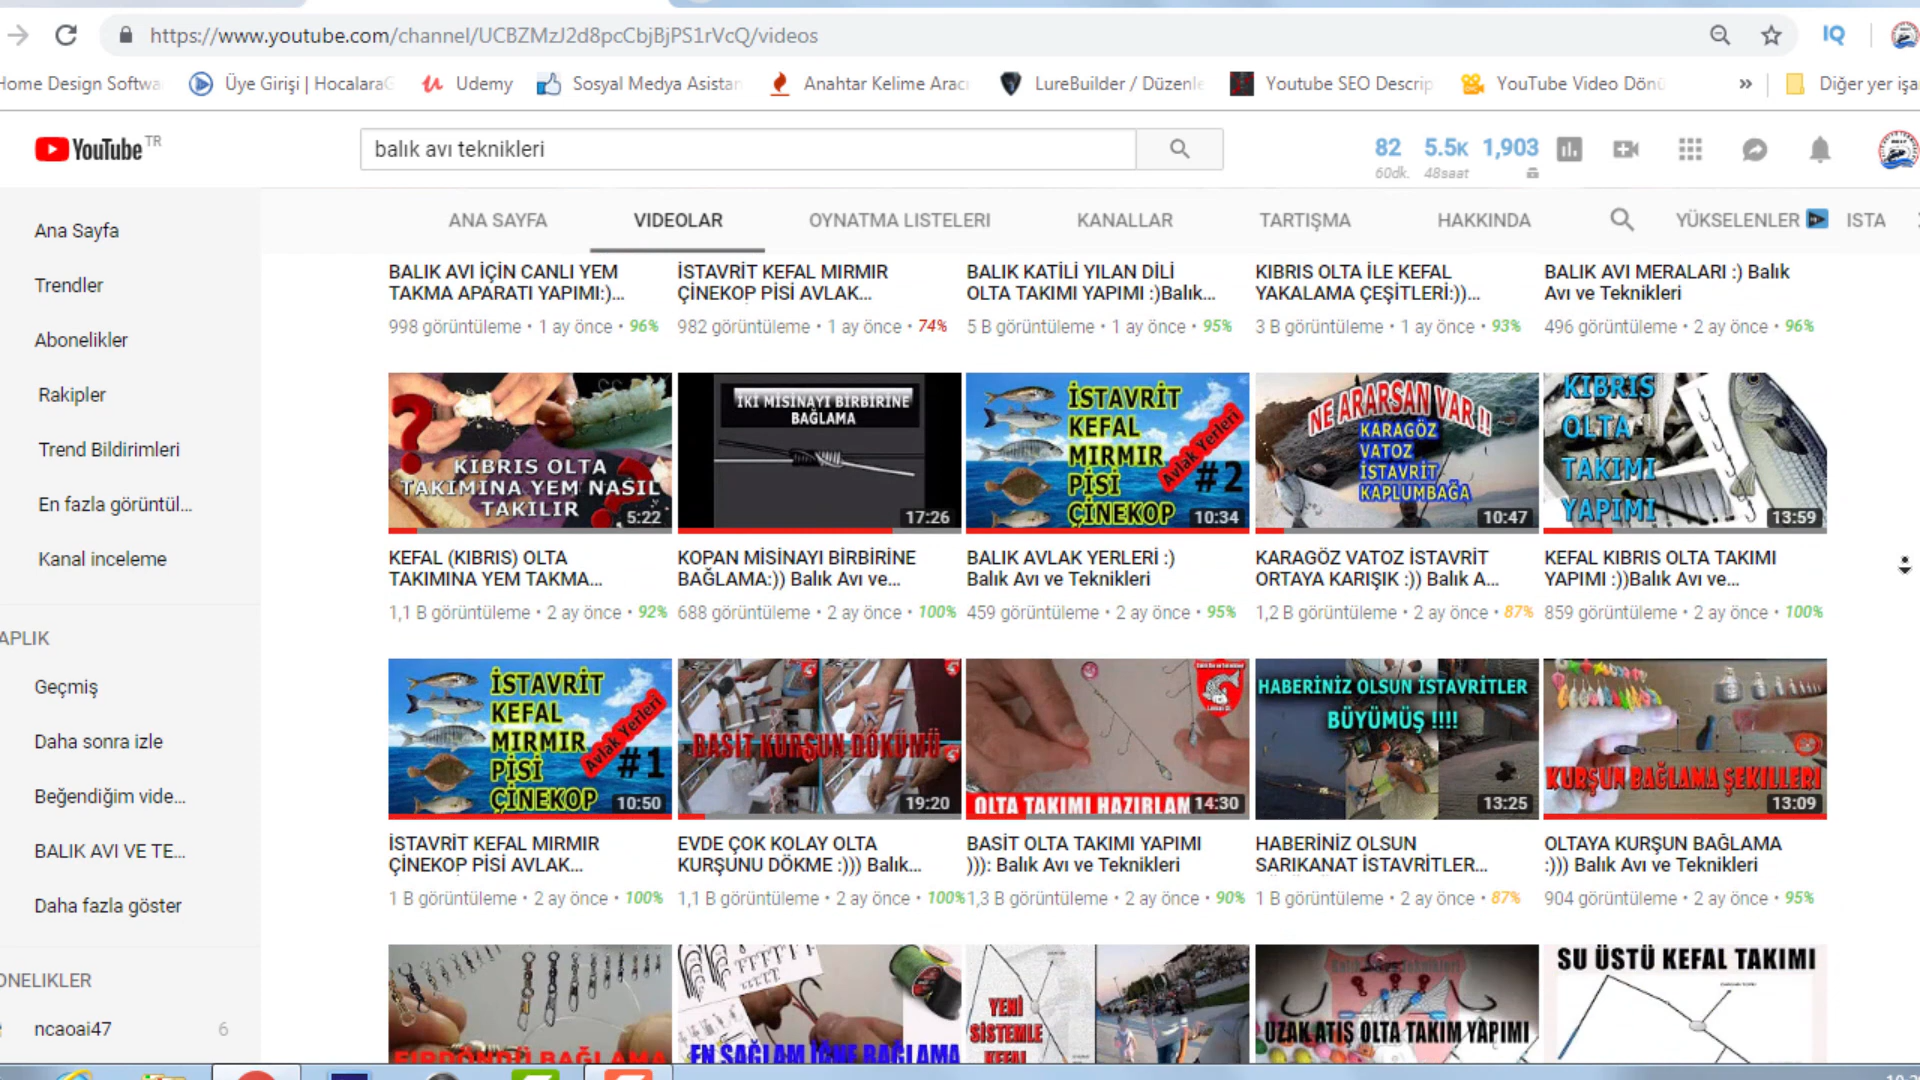 https://www.youtube.com/channel/UCBZMzJ2d8pcCbjBjPS1rVcQ/videos
IQ
Home Design Softwa
Üye Girişi | HocalaraG
Udemy
Sosyal Medya Asistan
Anahtar Kelime Aracı
LureBuilder / Düzenle
Youtube SEO Descrip
YouTube Video Dönü
»
Diğer yer işa
YouTube TR
balık avı teknikleri
82 5.5K 1,903
60dk. 48saat
Ana Sayfa
Trendler
Abonelikler
Rakipler
Trend Bildirimleri
En fazla görüntül...
Kanal inceleme
APLIK
Geçmiş
Daha sonra izle
Beğendiğim vide...
BALIK AVI VE TE...
Daha fazla göster
ONELIKLER
ncaoai47 6
ANA SAYFA VIDEOLAR OYNATMA LISTELERI KANALLAR TARTIŞMA HAKKINDA YÜKSELENLER ISTA
BALIK AVI İÇİN CANLI YEM
TAKMA APARATI YAPIMI:)...
998 görüntüleme • 1 ay önce • 96%
İSTAVRİT KEFAL MIRMIR
ÇİNEKOP PİSİ AVLAK...
982 görüntüleme • 1 ay önce • 74%
BALIK KATİLİ YILAN DİLİ
OLTA TAKIMI YAPIMI :)Balık...
5 B görüntüleme • 1 ay önce • 95%
KIBRIS OLTA İLE KEFAL
YAKALAMA ÇEŞİTLERİ:))...
3 B görüntüleme • 1 ay önce • 93%
BALIK AVI MERALARI :) Balık
Avı ve Teknikleri
496 görüntüleme • 2 ay önce • 96%
KIBRIS OLTA
TAKIMINA YEM NASIL
TAKILIR
5:22
KEFAL (KIBRIS) OLTA
TAKIMINA YEM TAKMA...
1,1 B görüntüleme • 2 ay önce • 92%
İKİ MİSİNAYI BİRBİRİNE
BAĞLAMA
17:26
KOPAN MİSİNAYI BİRBİRİNE
BAĞLAMA:)) Balık Avı ve...
688 görüntüleme • 2 ay önce • 100%
İSTAVRİT
KEFAL
MIRMIR
PİSİ
ÇİNEKOP
Avlak Yerleri
#2
10:34
BALIK AVLAK YERLERİ :)
Balık Avı ve Teknikleri
459 görüntüleme • 2 ay önce • 95%
NE ARARSAN VAR !!
KARAGÖZ
VATOZ
İSTAVRİT
KAPLUMBAĞA
10:47
KARAGÖZ VATOZ İSTAVRİT
ORTAYA KARIŞIK :)) Balık A...
1,2 B görüntüleme • 2 ay önce • 87%
KIBRIS
OLTA
TAKIMI
YAPIMI
13:59
KEFAL KIBRIS OLTA TAKIMI
YAPIMI :))Balık Avı ve...
859 görüntüleme • 2 ay önce • 100%
İSTAVRİT
KEFAL
MIRMIR
PİSİ
ÇİNEKOP
Avlak Yerleri
#1
10:50
İSTAVRİT KEFAL MIRMIR
ÇİNEKOP PİSİ AVLAK...
1 B görüntüleme • 2 ay önce • 100%
BASİT KURŞUN DÖKÜMÜ
19:20
EVDE ÇOK KOLAY OLTA
KURŞUNU DÖKME :))) Balık...
1,1 B görüntüleme • 2 ay önce • 100%
OLTA TAKIMI HAZIRLAM
14:30
BASİT OLTA TAKIMI YAPIMI
))): Balık Avı ve Teknikleri
1,3 B görüntüleme • 2 ay önce • 90%
HABERİNİZ OLSUN İSTAVRİTLER
BÜYÜMÜŞ !!!!
13:25
HABERİNİZ OLSUN
SARIKANAT İSTAVRİTLER...
1 B görüntüleme • 2 ay önce • 87%
KURŞUN BAĞLAMA ŞEKİLLERİ
13:09
OLTAYA KURŞUN BAĞLAMA
:))) Balık Avı ve Teknikleri
904 görüntüleme • 2 ay önce • 95%
FIRDÖNDÜ BAĞLAMA
EN SAĞLAM İĞNE BAĞLAMA
YENİ
SİSTEMLE
KEFAL
UZAK ATIŞ OLTA TAKIM YAPIMI
SU ÜSTÜ KEFAL TAKIMI